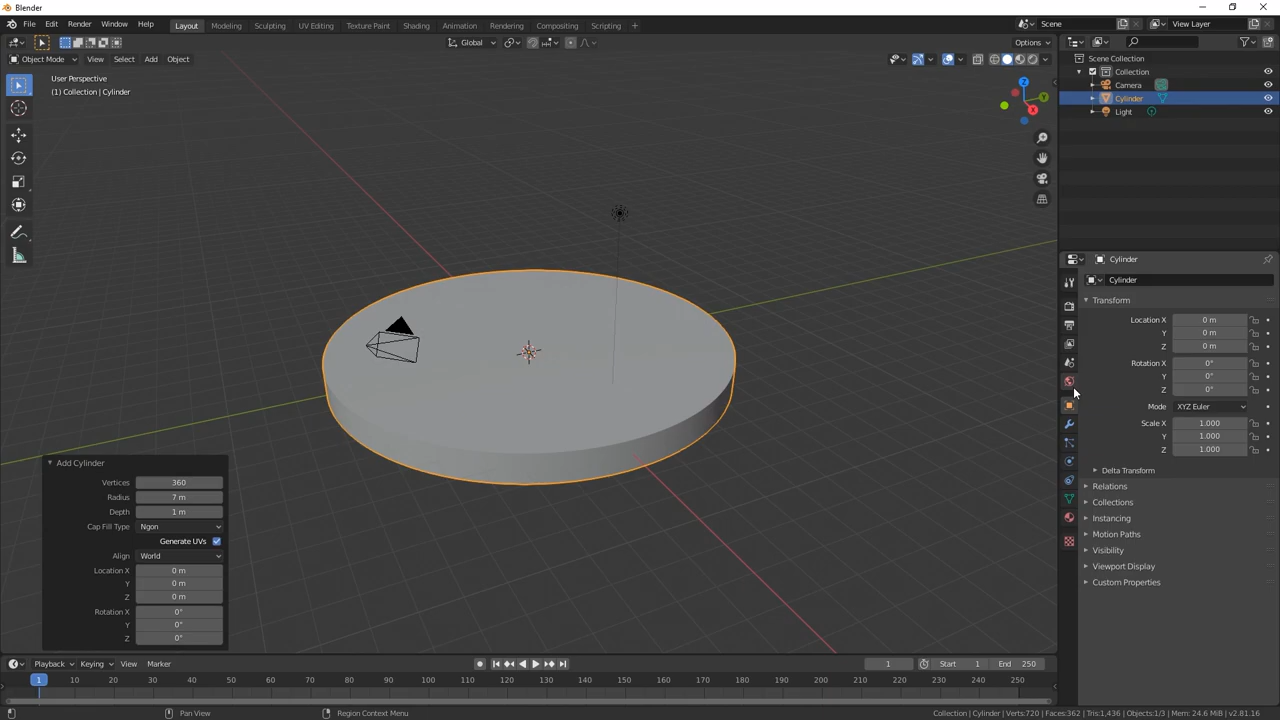 Blender
File Edit Render Window Help
Layout Modeling Sculpting UV Editing Texture Paint Shading Animation Rendering Compositing Scripting +
Scene
View Layer
Global
Options
Object Mode View Select Add Object
User Perspective
(1) Collection | Cylinder
Y
X
Z
Scene Collection
Collection
Camera
Cylinder
Light
Cylinder
Cylinder
Transform
Location X 0 m
Y 0 m
Z 0 m
Rotation X 0°
Y 0°
Z 0°
Mode XYZ Euler
Scale X 1.000
Y 1.000
Z 1.000
Delta Transform
Relations
Collections
Instancing
Motion Paths
Visibility
Viewport Display
Custom Properties
Add Cylinder
Vertices 360
Radius 7 m
Depth 1 m
Cap Fill Type Ngon
Generate UVs
Align World
Location X 0 m
Y 0 m
Z 0 m
Rotation X 0°
Y 0°
Z 0°
Playback Keying View Marker
1
Start 1 End 250
1 10 20 30 40 50 60 70 80 90 100 110 120 130 140 150 160 170 180 190 200 210 220 230 240 250
Pan View
Region Context Menu
Collection | Cylinder | Verts:720 | Faces:362 | Tris:1,436 | Objects:1/3 | Mem: 24.6 MiB | v2.81.16